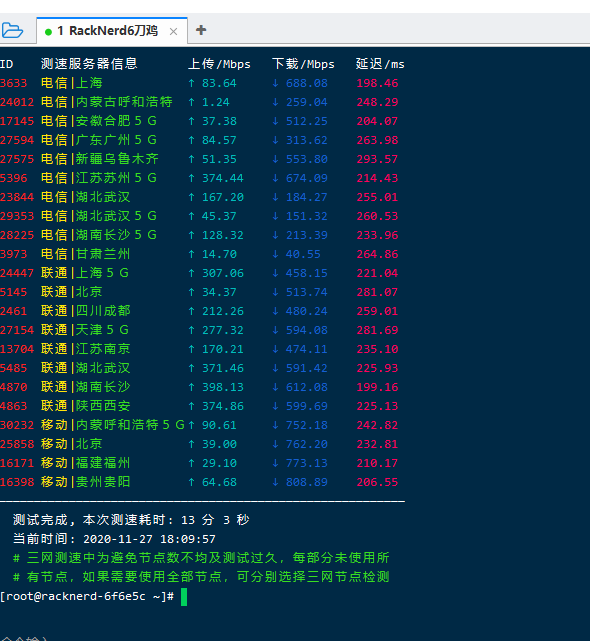 1 RackNerd6刀鸡 × +
ID 测速服务器信息 上传/Mbps 下载/Mbps 延迟/ms
3633 电信|上海 ↑ 83.64 ↓ 688.08 198.46
24012 电信|内蒙古呼和浩特 ↑ 1.24 ↓ 259.04 248.29
17145 电信|安徽合肥５Ｇ ↑ 37.38 ↓ 512.25 204.07
27594 电信|广东广州５Ｇ ↑ 84.57 ↓ 313.62 263.98
27575 电信|新疆乌鲁木齐 ↑ 51.35 ↓ 553.80 293.57
5396 电信|江苏苏州５Ｇ ↑ 374.44 ↓ 674.09 214.43
23844 电信|湖北武汉 ↑ 167.20 ↓ 184.27 255.01
29353 电信|湖北武汉５Ｇ ↑ 45.37 ↓ 151.32 260.53
28225 电信|湖南长沙５Ｇ ↑ 128.32 ↓ 213.39 233.96
3973 电信|甘肃兰州 ↑ 14.70 ↓ 40.55 264.86
24447 联通|上海５Ｇ ↑ 307.06 ↓ 458.15 221.04
5145 联通|北京 ↑ 34.37 ↓ 513.74 281.07
2461 联通|四川成都 ↑ 212.26 ↓ 480.24 259.01
27154 联通|天津５Ｇ ↑ 277.32 ↓ 594.08 281.69
13704 联通|江苏南京 ↑ 170.21 ↓ 474.11 235.10
5485 联通|湖北武汉 ↑ 371.46 ↓ 591.42 225.93
4870 联通|湖南长沙 ↑ 398.13 ↓ 612.08 199.16
4863 联通|陕西西安 ↑ 374.86 ↓ 599.69 225.13
30232 移动|内蒙呼和浩特５Ｇ↑ 90.61 ↓ 752.18 242.82
25858 移动|北京 ↑ 39.00 ↓ 762.20 232.81
16171 移动|福建福州 ↑ 29.10 ↓ 773.13 210.17
16398 移动|贵州贵阳 ↑ 64.68 ↓ 808.89 206.55
测试完成, 本次测速耗时: 13 分 3 秒
当前时间: 2020-11-27 18:09:57
# 三网测速中为避免节点数不均及测试过久，每部分未使用所
# 有节点，如果需要使用全部节点，可分别选择三网节点检测
[root@racknerd-6f6e5c ~]#